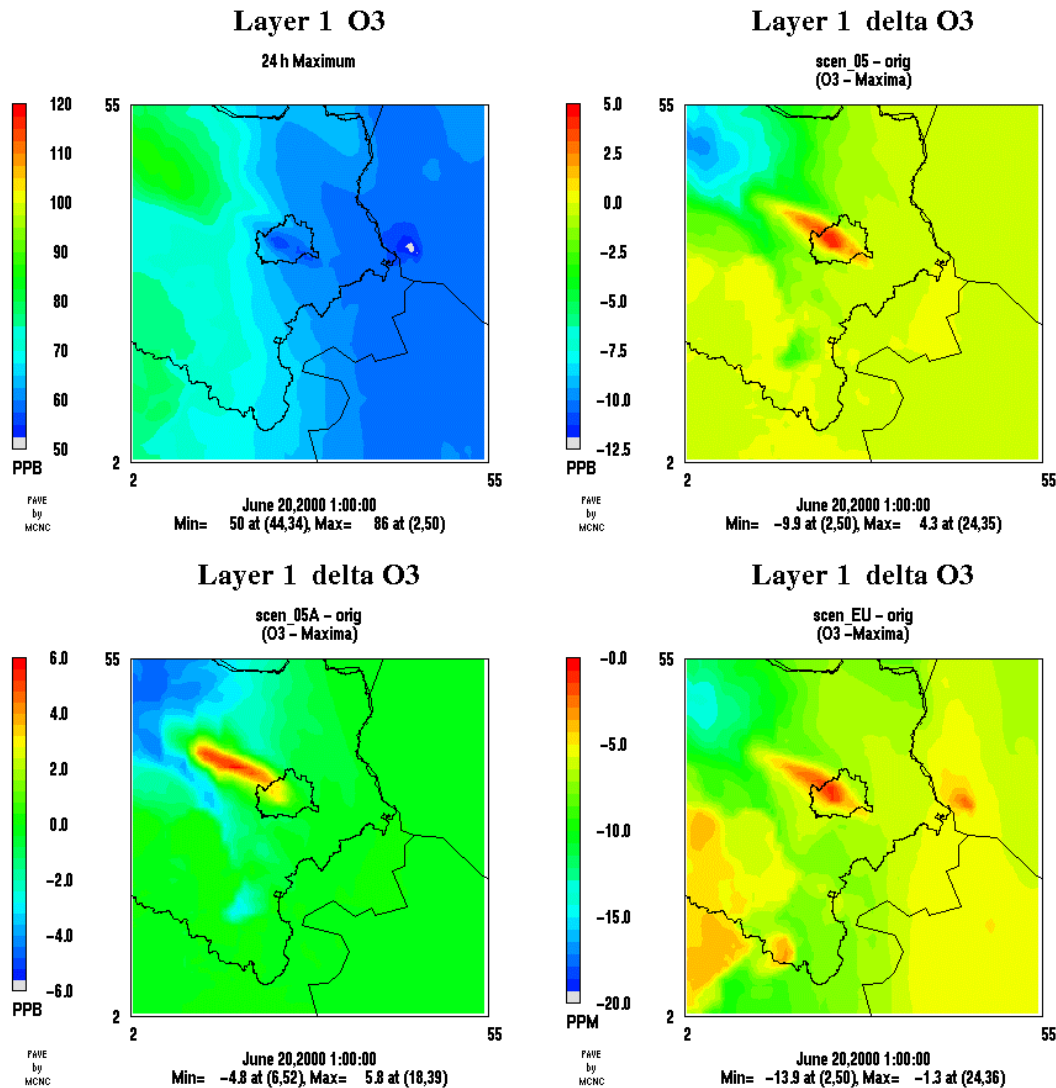 Layer 1 O3
24 h Maximum
120
110
100
90
80
70
60
50
PPB
55
2
2
55
PAVE
by
MCNC
June 20,2000 1:00:00
Min= 50 at (44,34), Max= 86 at (2,50)
Layer 1 delta O3
scen_05 – orig
(O3 – Maxima)
5.0
2.5
0.0
−2.5
−5.0
−7.5
−10.0
−12.5
PPB
55
2
2
55
PAVE
by
MCNC
June 20,2000 1:00:00
Min= −9.9 at (2,50), Max= 4.3 at (24,35)
Layer 1 delta O3
scen_05A – orig
(O3 – Maxima)
6.0
4.0
2.0
0.0
−2.0
−4.0
−6.0
PPB
55
2
2
55
PAVE
by
MCNC
June 20,2000 1:00:00
Min= −4.8 at (6,52), Max= 5.8 at (18,39)
Layer 1 delta O3
scen_EU – orig
(O3 –Maxima)
−0.0
−5.0
−10.0
−15.0
−20.0
PPM
55
2
2
55
PAVE
by
MCNC
June 20,2000 1:00:00
Min= −13.9 at (2,50), Max= −1.3 at (24,36)